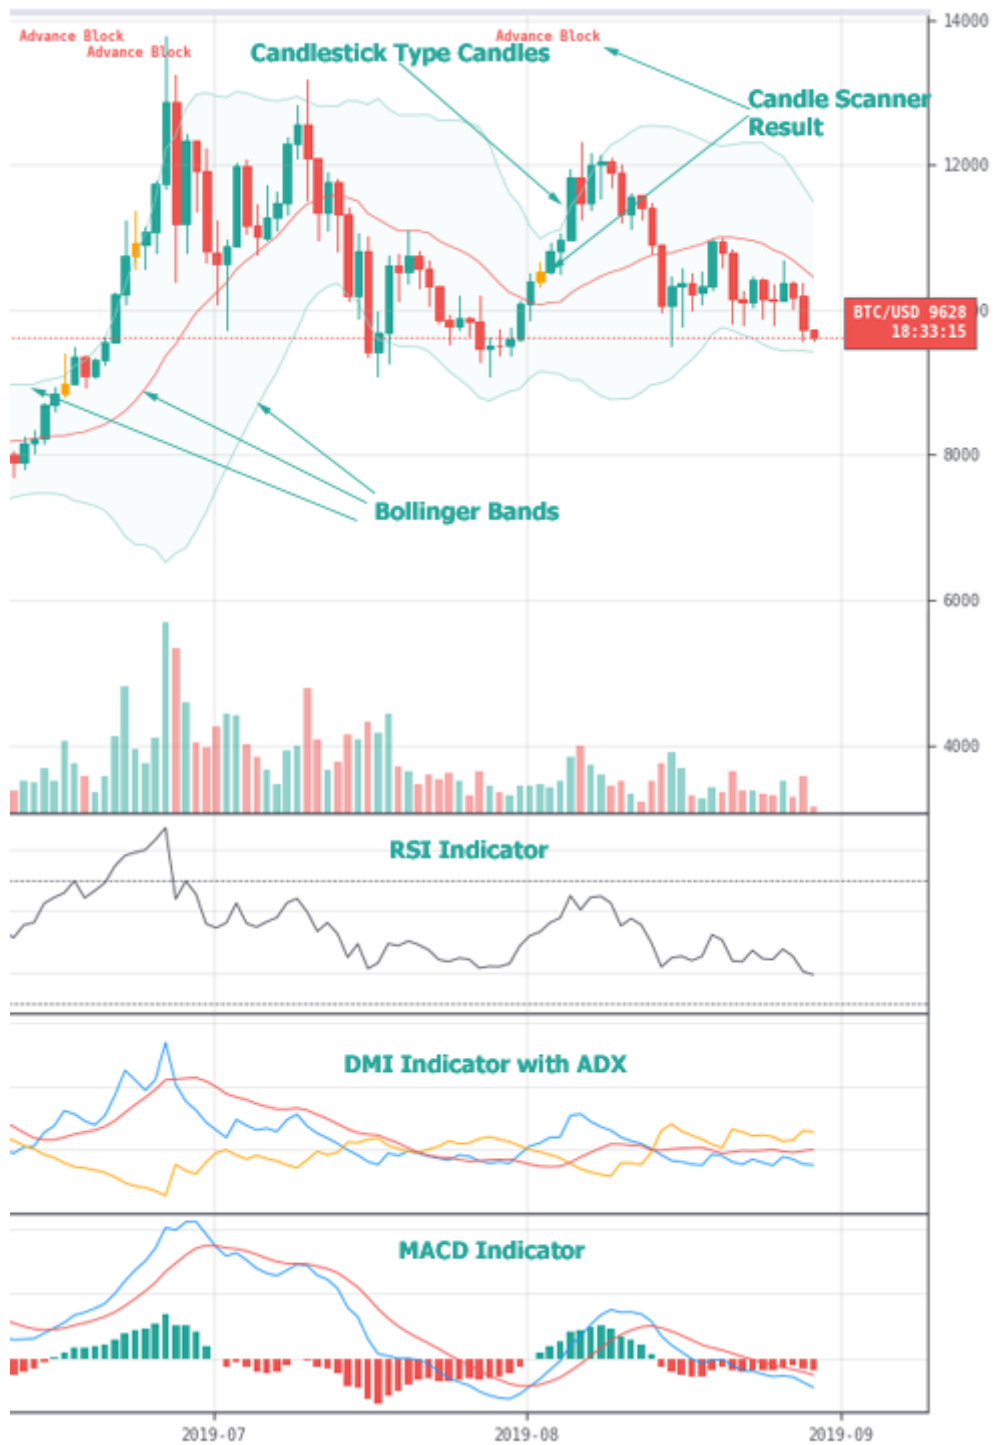 14000
Advance Block
Advance Block
Advance Block
Candlestick Type Candles
Candle Scanner
Result
12000
BTC/USD 9628
18:33:15
8000
Bollinger Bands
6000
4000
RSI Indicator
DMI Indicator with ADX
MACD Indicator
2019-07
2019-08
2019-09